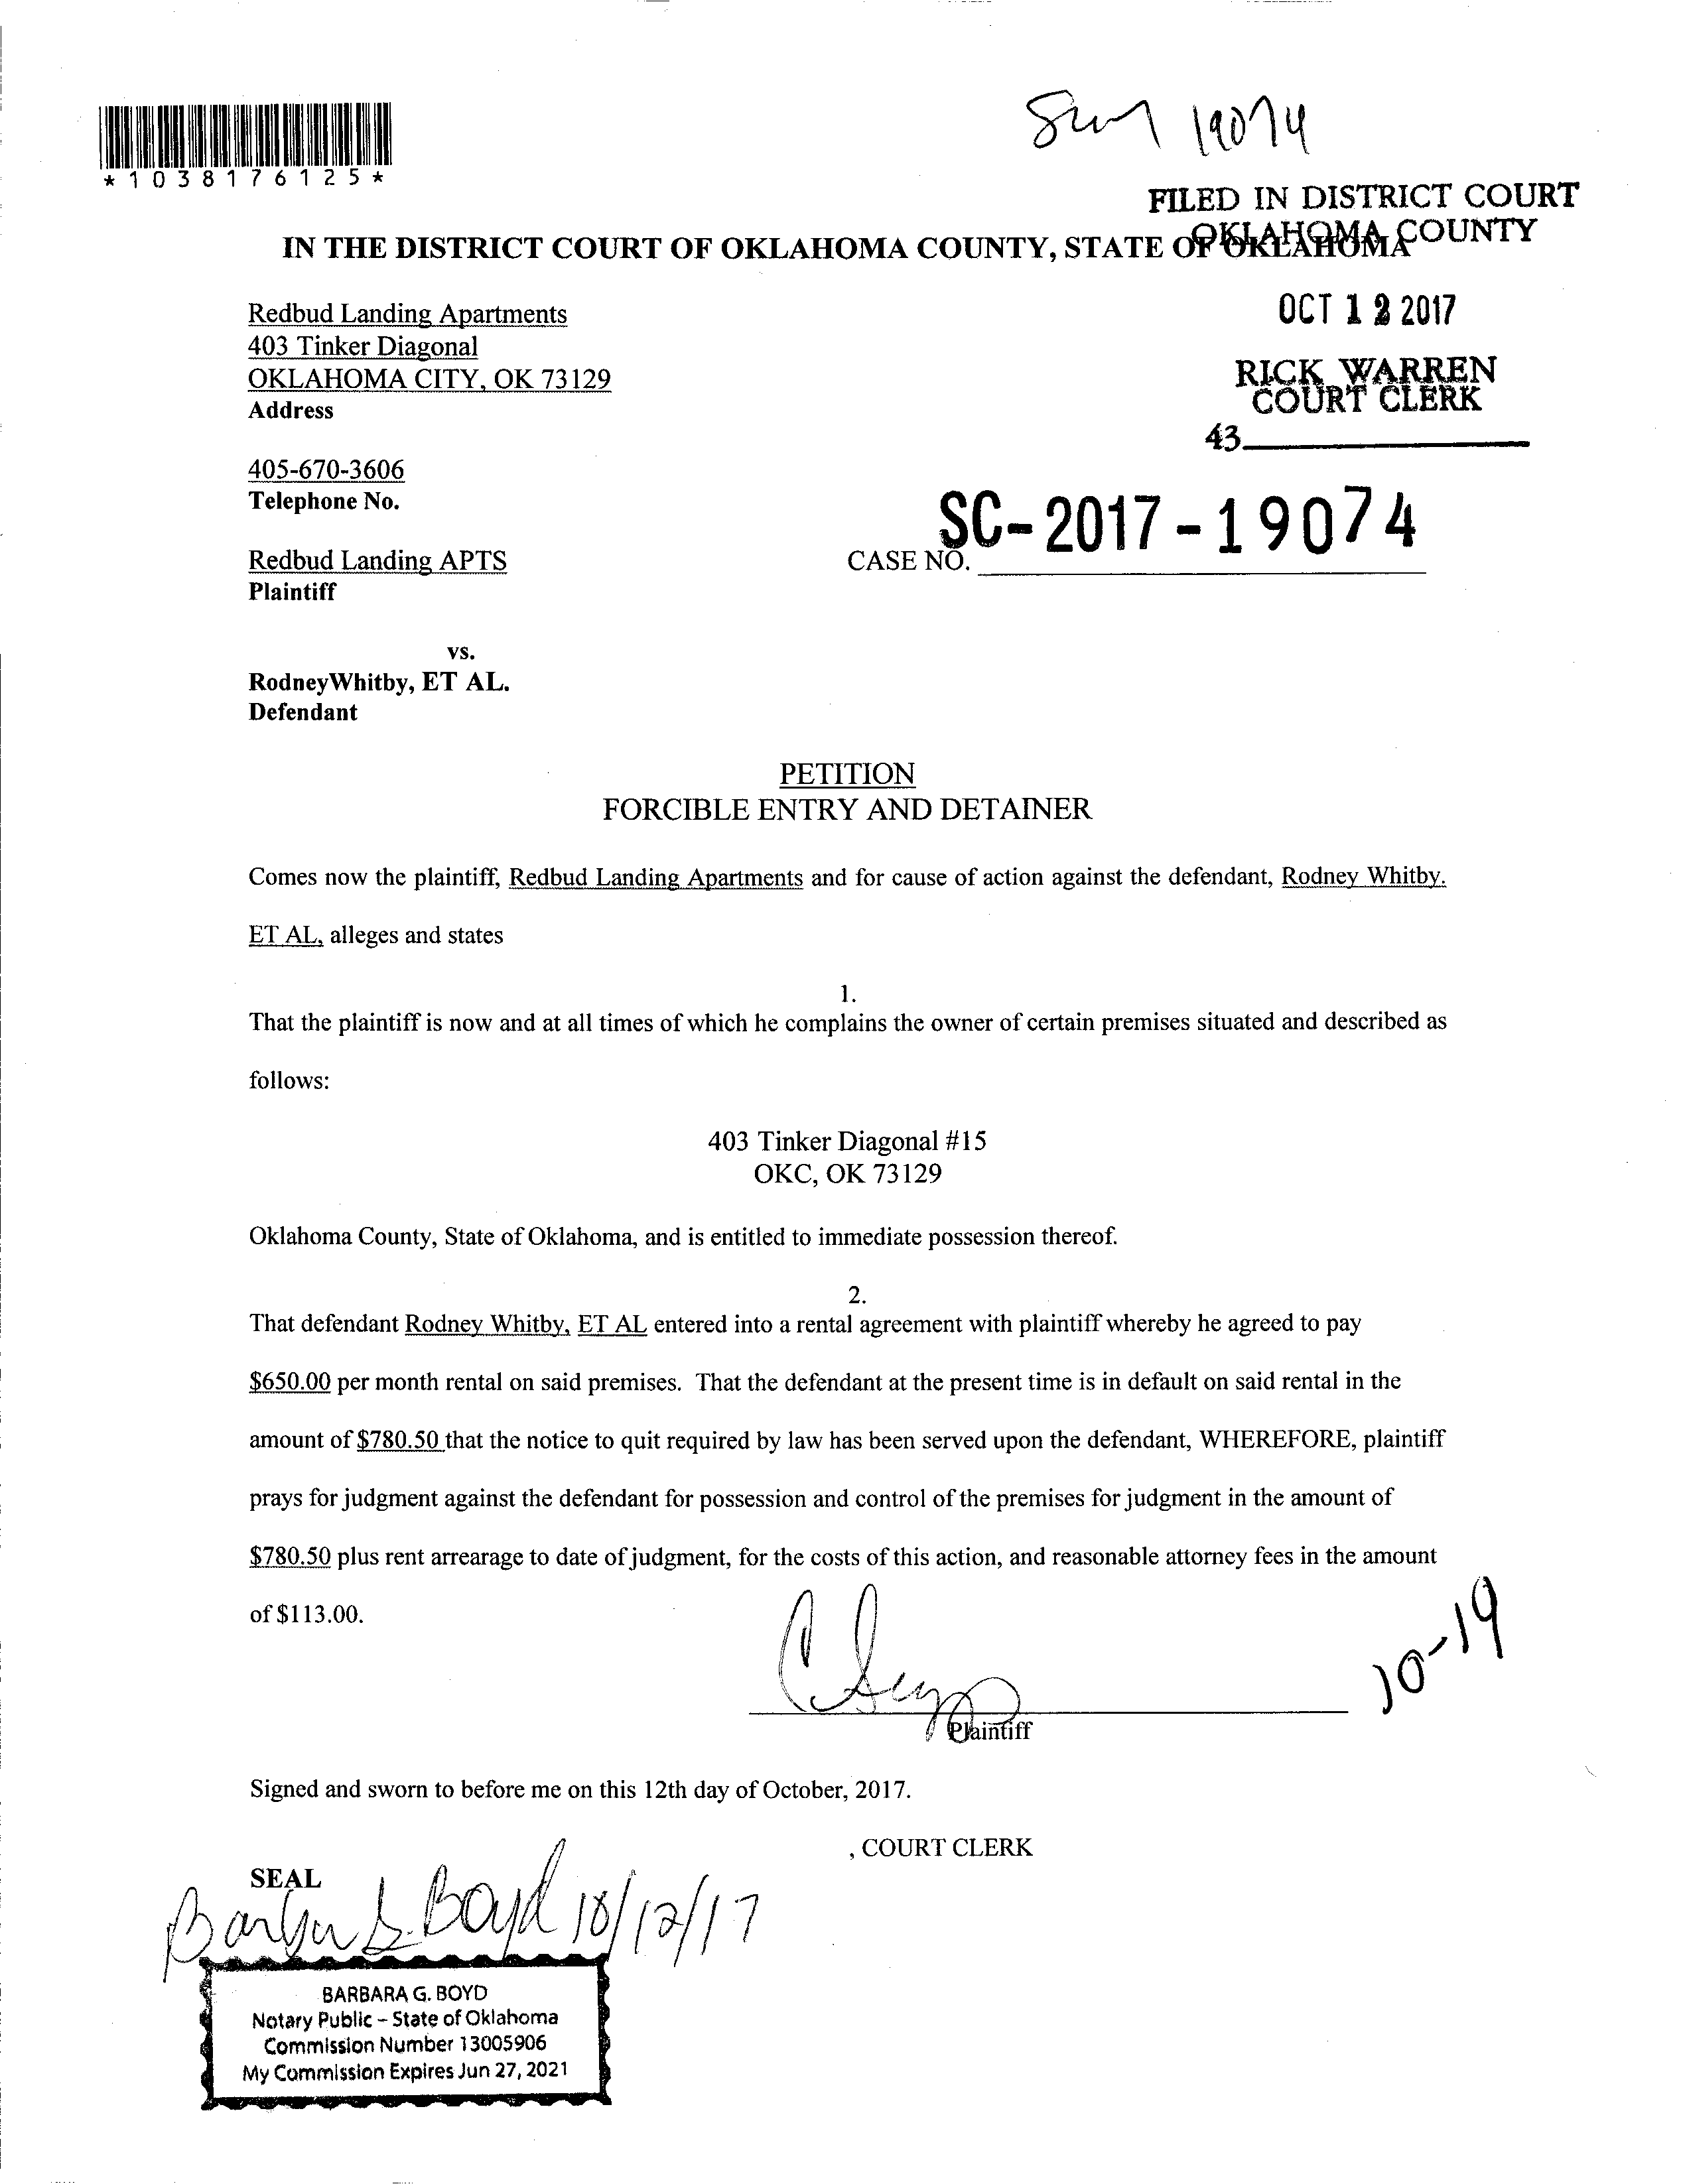 19074
*1038176125*
FILED IN DISTRICT COURT
OKLAHOMA COUNTY
IN THE DISTRICT COURT OF OKLAHOMA COUNTY, STATE OF OKLAHOMA
OCT 12 2017
Redbud Landing Apartments
403 Tinker Diagonal
OKLAHOMA CITY, OK 73129
Address
RICK WARREN
COURT CLERK
43
405-670-3606
Telephone No.
SC-2017-19074
CASE NO.
Redbud Landing APTS
Plaintiff
vs.
RodneyWhitby, ET AL.
Defendant
PETITION
FORCIBLE ENTRY AND DETAINER
Comes now the plaintiff, Redbud Landing Apartments and for cause of action against the defendant, Rodney Whitby.
ET AL, alleges and states
1.
That the plaintiff is now and at all times of which he complains the owner of certain premises situated and described as
follows:
403 Tinker Diagonal #15
OKC, OK 73129
Oklahoma County, State of Oklahoma, and is entitled to immediate possession thereof.
2.
That defendant Rodney Whitby, ET AL entered into a rental agreement with plaintiff whereby he agreed to pay
$650.00 per month rental on said premises. That the defendant at the present time is in default on said rental in the
amount of $780.50 that the notice to quit required by law has been served upon the defendant, WHEREFORE, plaintiff
prays for judgment against the defendant for possession and control of the premises for judgment in the amount of
$780.50 plus rent arrearage to date of judgment, for the costs of this action, and reasonable attorney fees in the amount
of $113.00.
10-19
Plaintiff
Signed and sworn to before me on this 12th day of October, 2017.
, COURT CLERK
SEAL
Barbara G. Boyd 10/12/17
BARBARA G. BOYD
Notary Public - State of Oklahoma
Commission Number 13005906
My Commission Expires Jun 27, 2021